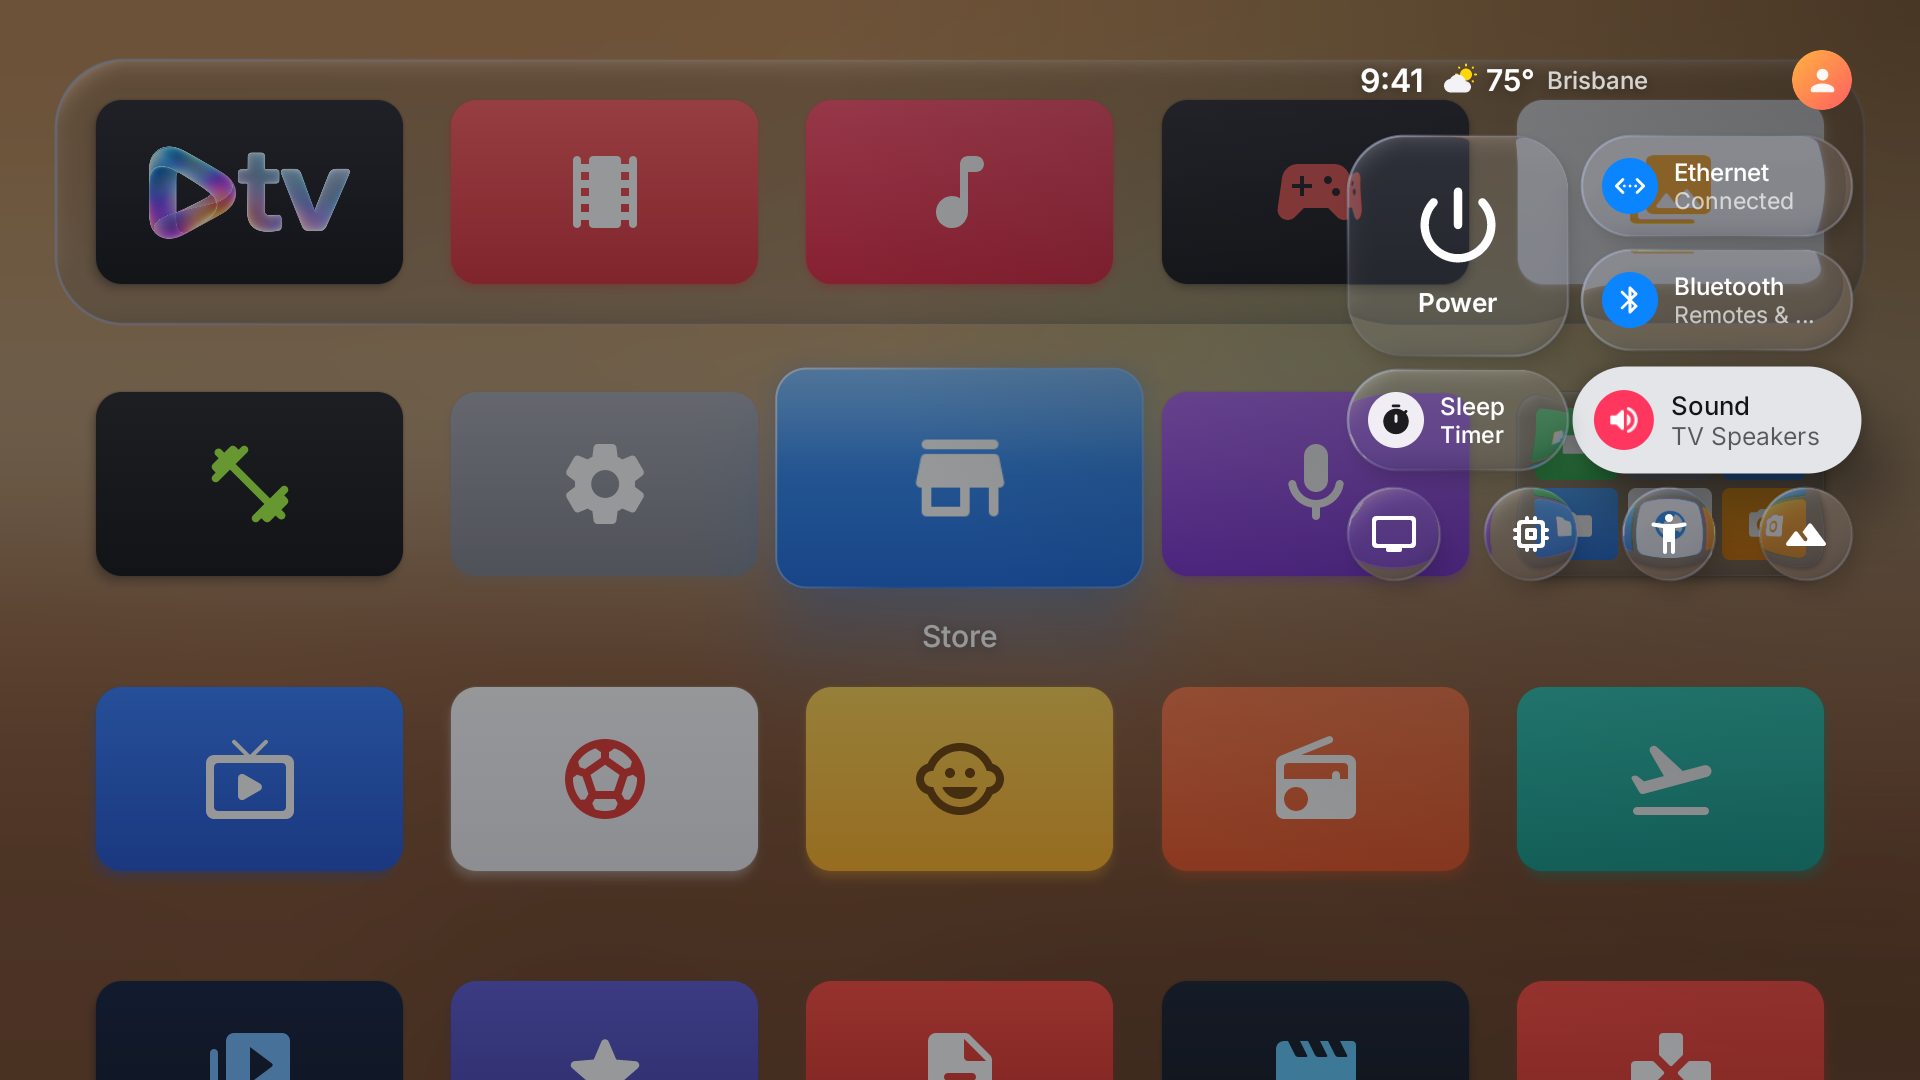 9:41 75° Brisbane
tv
Ethernet
Connected
Power
Bluetooth
Remotes & ...
Sleep
Timer
Sound
TV Speakers
Store